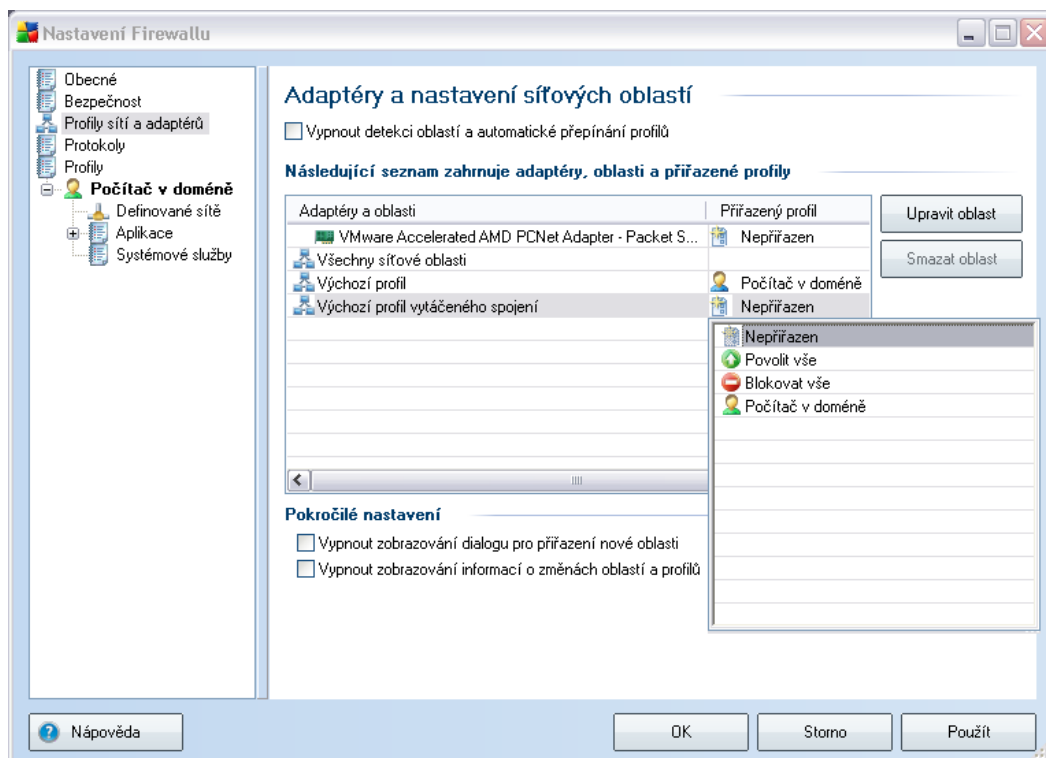 Nastavení Firewallu
Obecné
Bezpečnost
Profily sítí a adaptérů
Protokoly
Profily
Počítač v doméně
Definované sítě
Aplikace
Systémové služby
Adaptéry a nastavení síťových oblastí
Vypnout detekci oblastí a automatické přepínání profilů
Následující seznam zahrnuje adaptéry, oblasti a přiřazené profily
Adaptéry a oblasti
Přiřazený profil
VMware Accelerated AMD PCNet Adapter - Packet S...
Nepřiřazen
Všechny síťové oblasti
Výchozí profil
Počítač v doméně
Výchozí profil vytáčeného spojení
Nepřiřazen
Upravit oblast
Smazat oblast
Nepřiřazen
Povolit vše
Blokovat vše
Počítač v doméně
Pokročilé nastavení
Vypnout zobrazování dialogu pro přiřazení nové oblasti
Vypnout zobrazování informací o změnách oblastí a profilů
Nápověda
OK
Storno
Použít